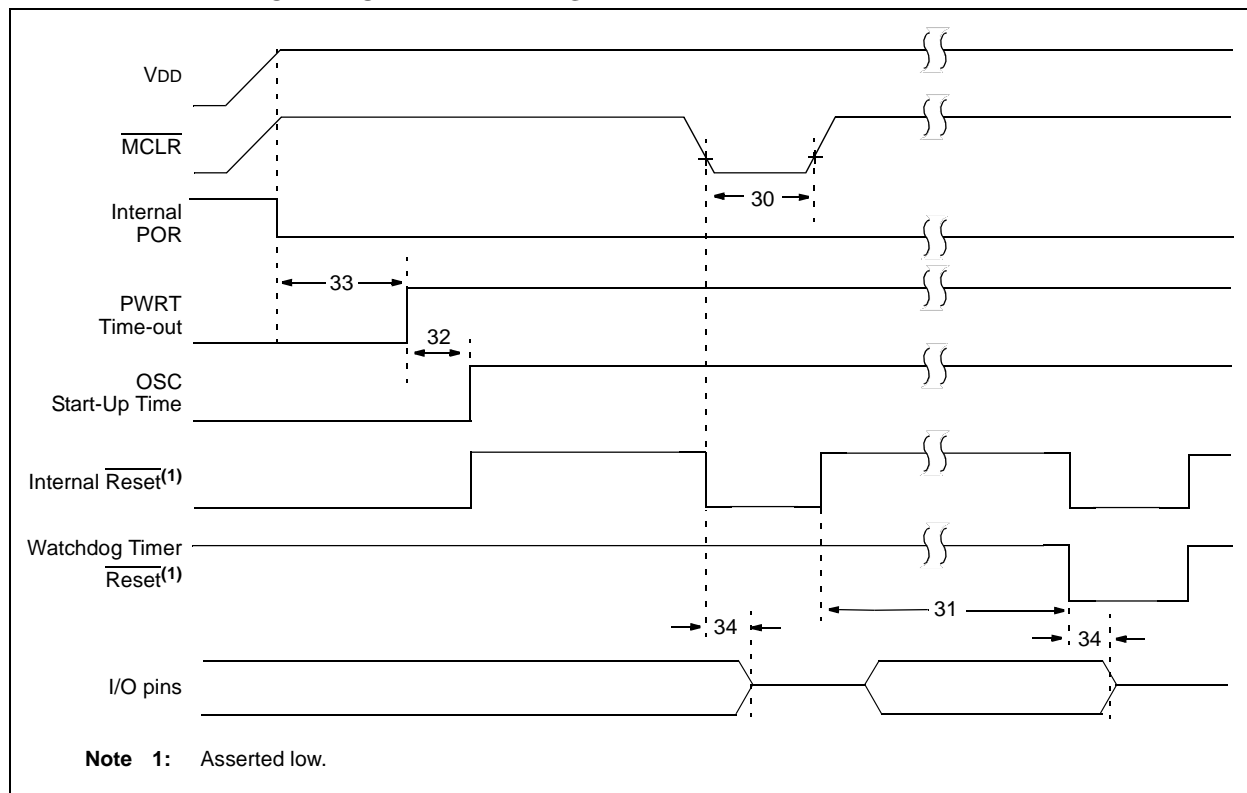 VDD
MCLR
30
Internal
POR
33
PWRT
Time-out
32
OSC
Start-Up Time
Internal Reset(1)
Watchdog Timer
Reset(1)
31
34
34
I/O pins
Note 1: Asserted low.